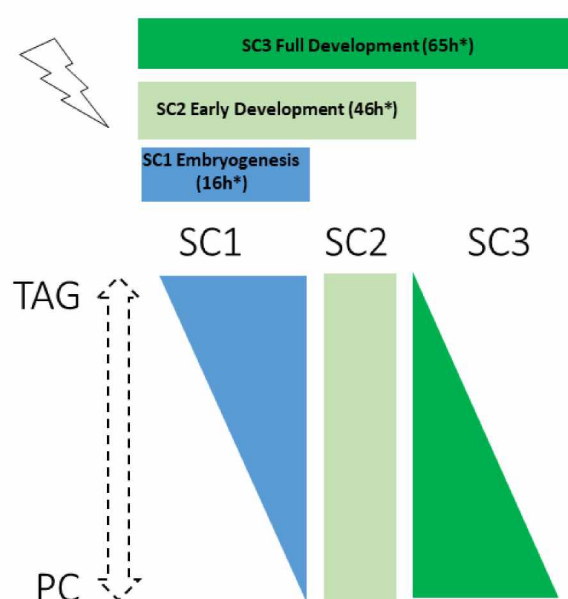 SC3 Full Development (65h*)
SC2 Early Development (46h*)
SC1 Embryogenesis
(16h*)
SC1 SC2 SC3
TAG
PC